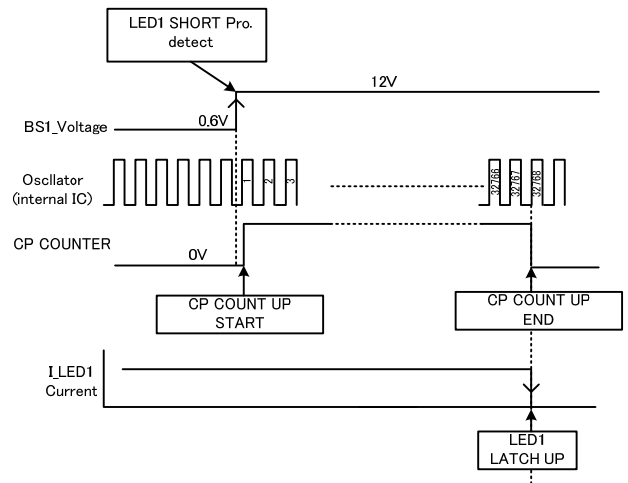 LED1 SHORT Pro.
detect
12V
BS1_Voltage
0.6V
Oscllator
(internal IC)
1
2
3
32766
32767
32768
CP COUNTER
0V
CP COUNT UP
START
CP COUNT UP
END
I_LED1
Current
LED1
LATCH UP